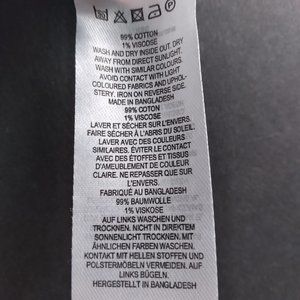 99% COTTON
1% VISCOSE
WASH AND DRY INSIDE OUT. DRY
AWAY FROM DIRECT SUNLIGHT.
WASH WITH SIMILAR COLOURS.
AVOID CONTACT WITH LIGHT
COLOURED FABRICS AND UPHOL-
STERY. IRON ON REVERSE SIDE.
MADE IN BANGLADESH
99% COTON
1% VISCOSE
LAVER ET SÉCHER SUR L'ENVERS.
FAIRE SÉCHER À L'ABRIS DU SOLEIL.
LAVER AVEC DES COULEURS
SIMILAIRES. ÉVITER LE CONTACT
AVEC DES ÉTOFFES ET TISSUS
D'AMEUBLEMENT DE COULEUR
CLAIRE. NE REPASSER QUE SUR
L'ENVERS.
FABRIQUÉ AU BANGLADESH
99% BAUMWOLLE
1% VISKOSE
AUF LINKS WASCHEN UND
TROCKNEN. NICHT IN DIREKTEM
SONNENLICHT TROCKNEN. MIT
ÄHNLICHEN FARBEN WASCHEN.
KONTAKT MIT HELLEN STOFFEN UND
POLSTERMÖBELN VERMEIDEN. AUF
LINKS BÜGELN.
HERGESTELLT IN BANGLADESH